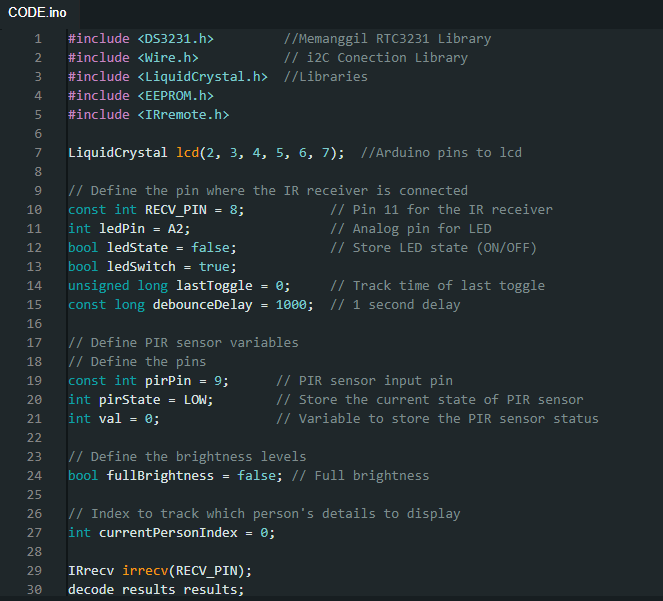 CODE.ino
1 #include <DS3231.h> //Memanggil RTC3231 Library
2 #include <Wire.h> // i2C Conection Library
3 #include <LiquidCrystal.h> //Libraries
4 #include <EEPROM.h>
5 #include <IRremote.h>
6
7 LiquidCrystal lcd(2, 3, 4, 5, 6, 7); //Arduino pins to lcd
8
9 // Define the pin where the IR receiver is connected
10 const int RECV_PIN = 8; // Pin 11 for the IR receiver
11 int ledPin = A2; // Analog pin for LED
12 bool ledState = false; // Store LED state (ON/OFF)
13 bool ledSwitch = true;
14 unsigned long lastToggle = 0; // Track time of last toggle
15 const long debounceDelay = 1000; // 1 second delay
16
17 // Define PIR sensor variables
18 // Define the pins
19 const int pirPin = 9; // PIR sensor input pin
20 int pirState = LOW; // Store the current state of PIR sensor
21 int val = 0; // Variable to store the PIR sensor status
22
23 // Define the brightness levels
24 bool fullBrightness = false; // Full brightness
25
26 // Index to track which person's details to display
27 int currentPersonIndex = 0;
28
29 IRrecv irrecv(RECV_PIN);
30 decode_results results;